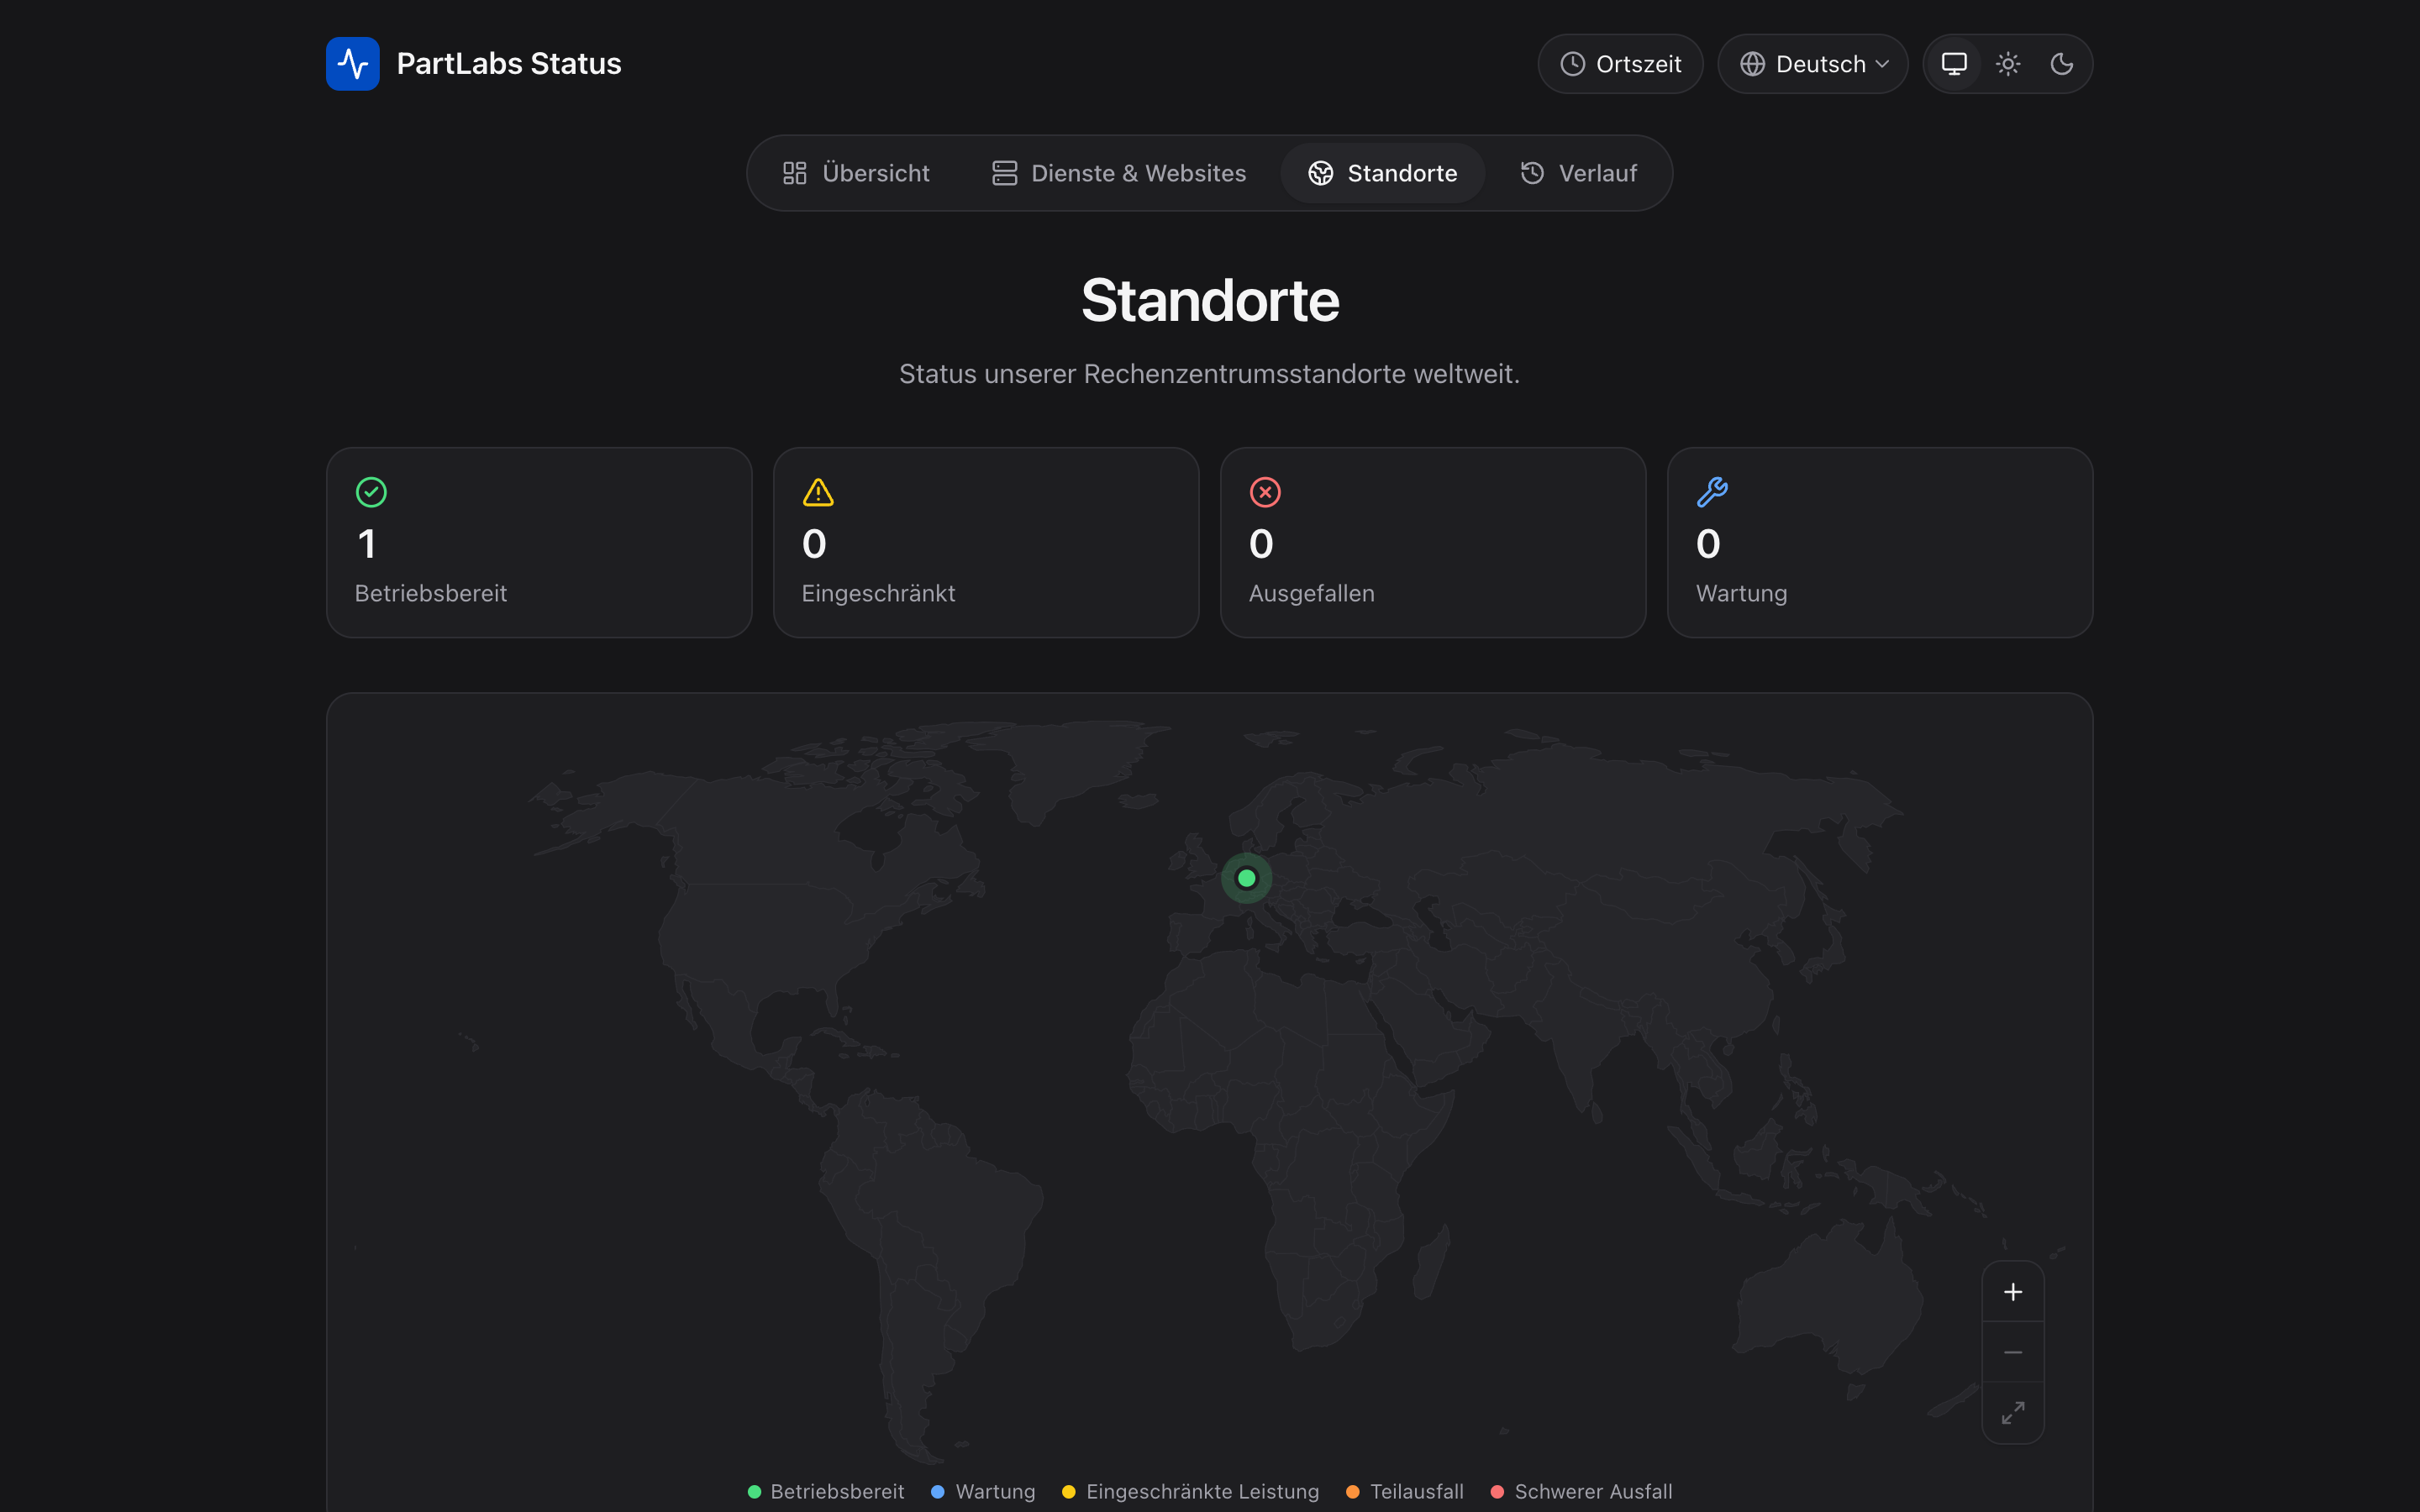 PartLabs Status
Ortszeit
Deutsch
Übersicht
Dienste & Websites
Standorte
Verlauf
Standorte
Status unserer Rechenzentrumsstandorte weltweit.
1
Betriebsbereit
0
Eingeschränkt
0
Ausgefallen
0
Wartung
Betriebsbereit
Wartung
Eingeschränkte Leistung
Teilausfall
Schwerer Ausfall